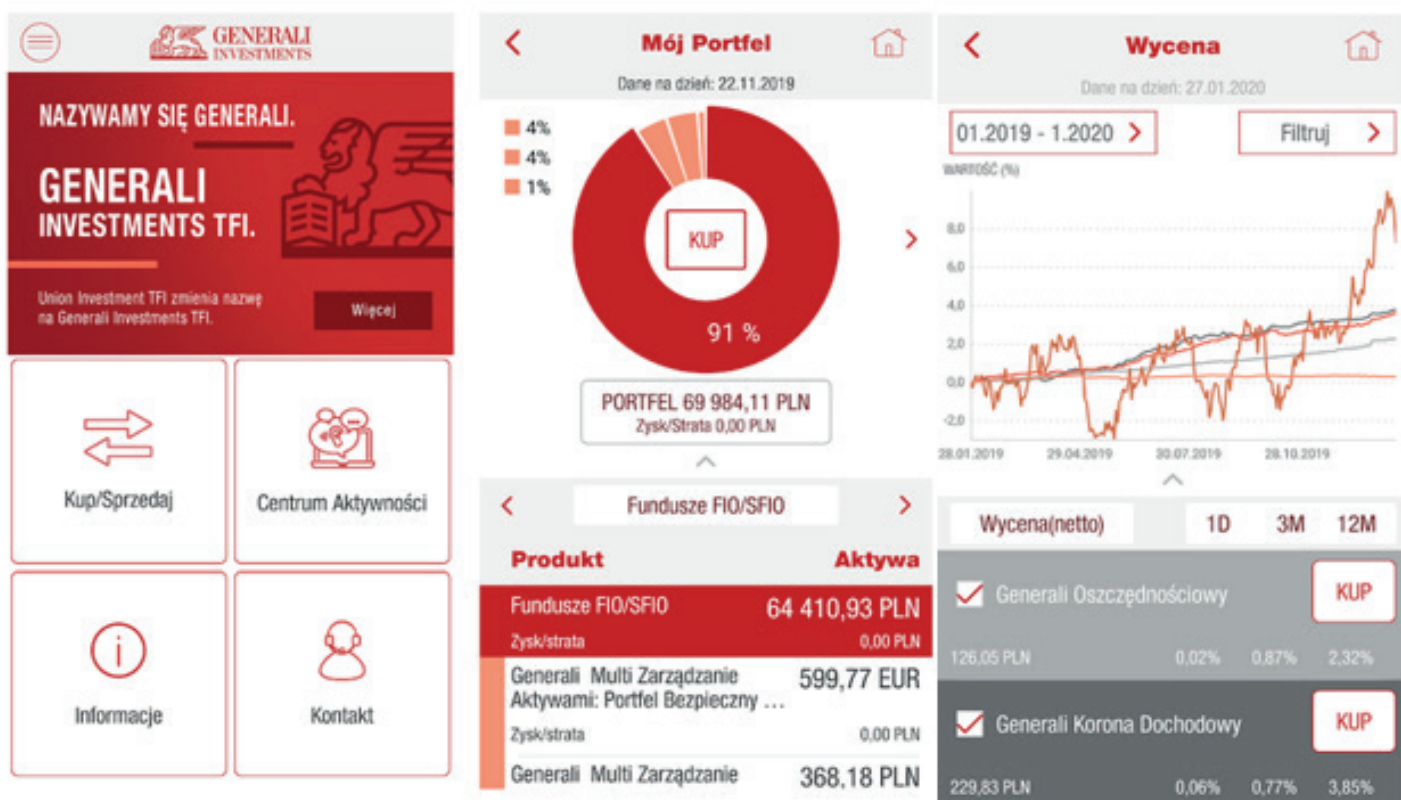 GENERALI
INVESTMENTS
NAZYWAMY SIĘ GENERALI.
GENERALI
INVESTMENTS TFI.
Union Investment TFI zmienia nazwę
na Generali Investments TFI.
Więcej
Kup/Sprzedaj
Centrum Aktywności
Informacje
Kontakt
Mój Portfel
Dane na dzień: 22.11.2019
4%
4%
1%
KUP
91 %
PORTFEL 69 984,11 PLN
Zysk/Strata 0,00 PLN
Fundusze FIO/SFIO
Produkt Aktywa
Fundusze FIO/SFIO 64 410,93 PLN
Zysk/strata 0,00 PLN
Generali Multi Zarządzanie 599,77 EUR
Aktywami: Portfel Bezpieczny ...
Zysk/strata 0,00 PLN
Generali Multi Zarządzanie 368,18 PLN
Wycena
Dane na dzień: 27.01.2020
01.2019 - 1.2020 Filtruj
WARTOŚĆ (%)
8,0
6,0
4,0
2,0
0,0
-2,0
28.01.2019 29.04.2019 30.07.2019 28.10.2019
Wycena(netto) 1D 3M 12M
Generali Oszczędnościowy KUP
126,05 PLN 0,02% 0,87% 2,32%
Generali Korona Dochodowy KUP
229,83 PLN 0,06% 0,77% 3,85%